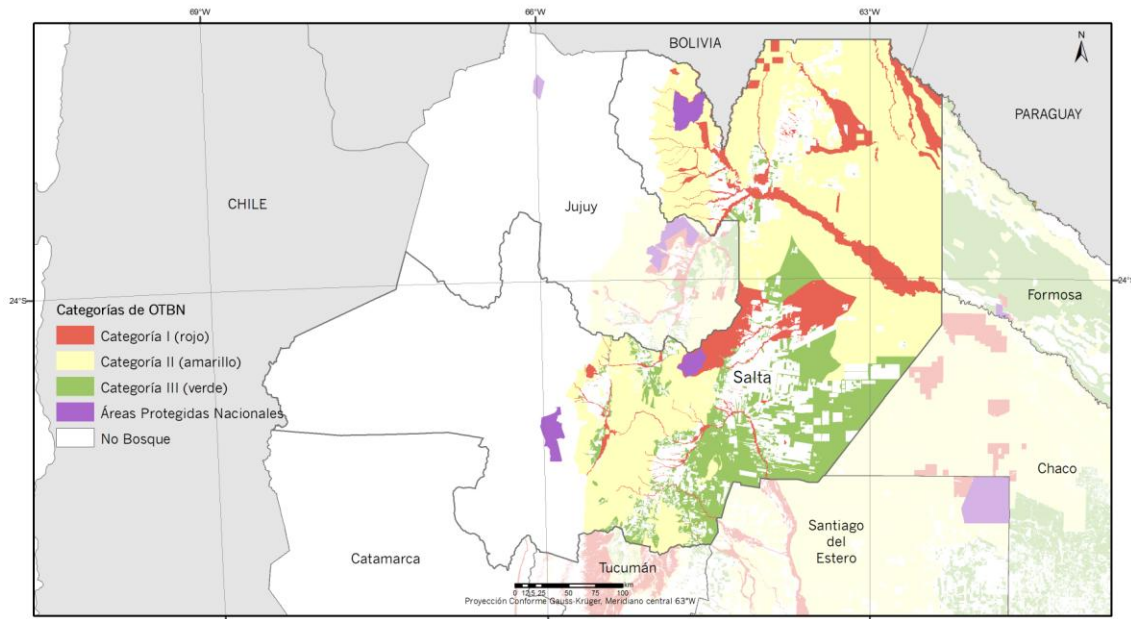 69°W
66°W
63°W
BOLIVIA
N
PARAGUAY
CHILE
Jujuy
24°S
24°S
Formosa
Categorías de OTBN
Categoría I (rojo)
Categoría II (amarillo)
Categoría III (verde)
Áreas Protegidas Nacionales
No Bosque
Salta
Chaco
Santiago
del
Estero
Catamarca
Tucumán
km
0 12.5 25 50 75 100
Proyección Conforme Gauss-Krüger, Meridiano central 63°W